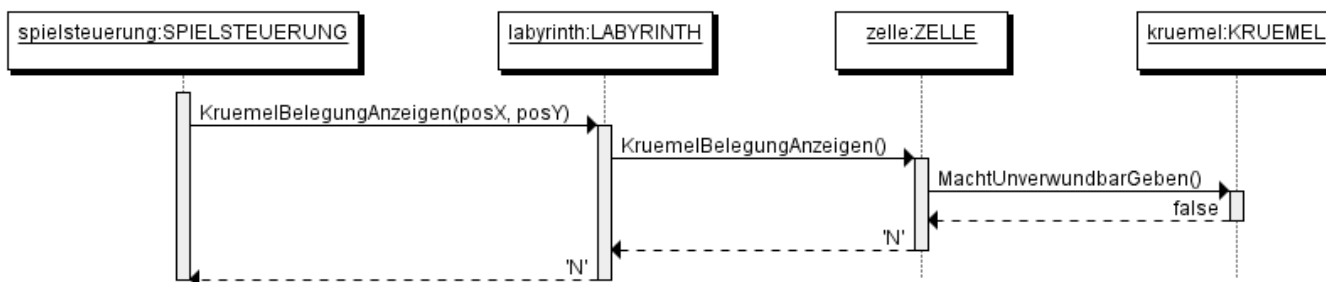 spielsteuerung:SPIELSTEUERUNG
labyrinth:LABYRINTH
zelle:ZELLE
kruemel:KRUEMEL
KruemelBelegungAnzeigen(posX, posY)
KruemelBelegungAnzeigen()
MachtUnverwundbarGeben()
false
'N'
'N'